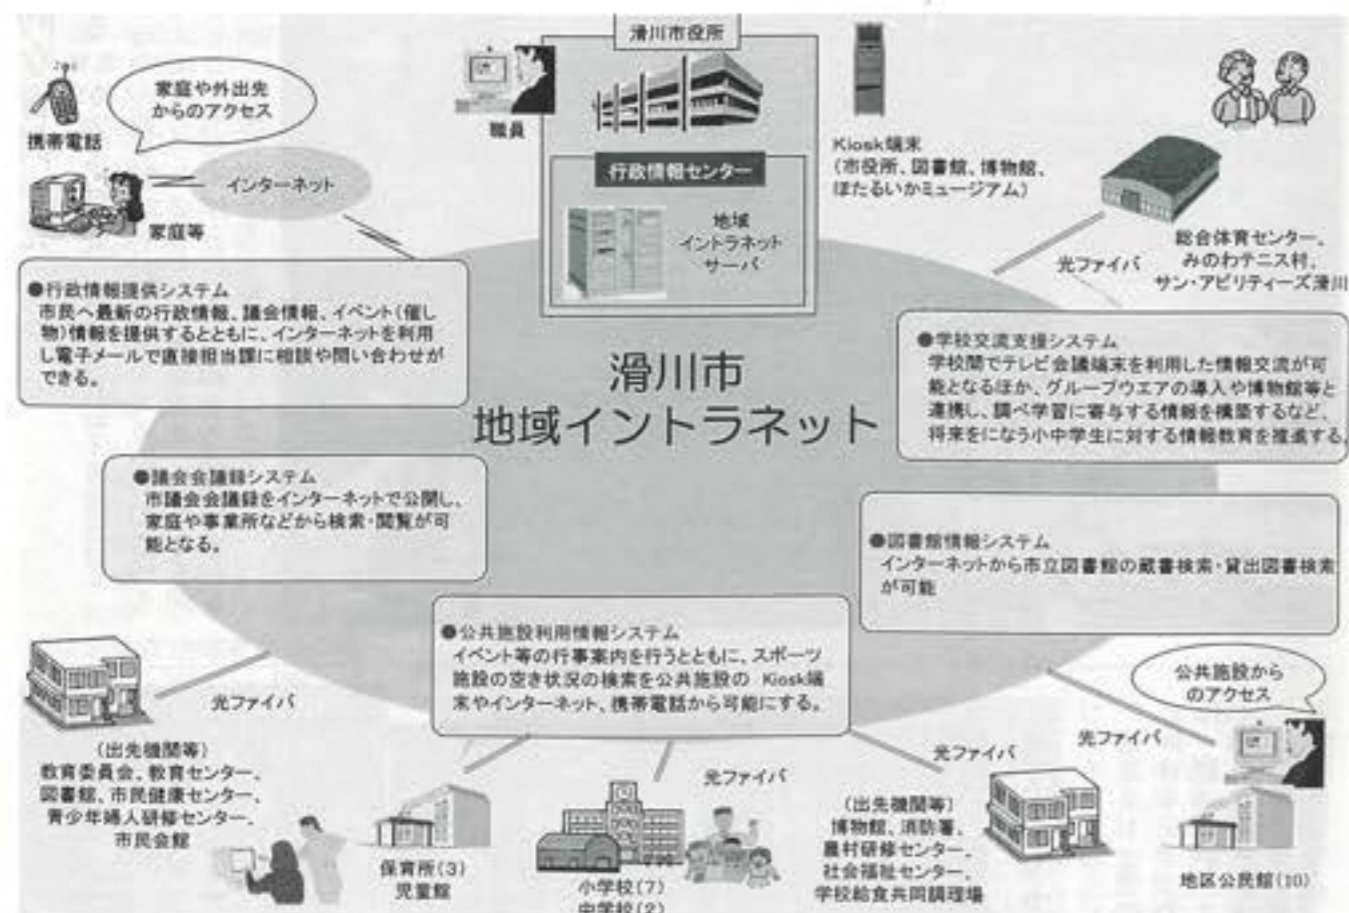 滑川市役所
職員
行政情報センター
地域
イントラネット
サーバ
家庭や外出先
からのアクセス
携帯電話
インターネット
家庭等
Kiosk端末
(市役所、図書館、博物館、
ほたるいかミュージアム)
総合体育センター、
みのわテニス村、
サン・アビリティーズ滑川
光ファイバ
●行政情報提供システム
市民へ最新の行政情報、議会情報、イベント(催し
物)情報を提供するとともに、インターネットを利用
し電子メールで直接担当課に相談や問い合わせが
できる。
滑川市
地域イントラネット
●学校交流支援システム
学校間でテレビ会議端末を利用した情報交流が可
能となるほか、グループウエアの導入や博物館等と
連携し、調べ学習に寄与する情報を構築するなど、
将来をになう小中学生に対する情報教育を推進する。
●議会会議録システム
市議会会議録をインターネットで公開し、
家庭や事業所などから検索・閲覧が可
能となる。
●図書館情報システム
インターネットから市立図書館の蔵書検索・貸出図書検索
が可能
●公共施設利用情報システム
イベント等の行事案内を行うとともに、スポーツ
施設の空き状況の検索を公共施設の Kiosk端
末やインターネット、携帯電話から可能にする。
光ファイバ
(出先機関等)
教育委員会、教育センター、
図書館、市民健康センター、
青少年婦人研修センター、
市民会館
保育所(3)
児童館
光ファイバ
小学校(7)
中学校(2)
光ファイバ
(出先機関等)
博物館、消防署、
農村研修センター、
社会福祉センター、
学校給食共同調理場
公共施設から
のアクセス
光ファイバ
地区公民館(10)